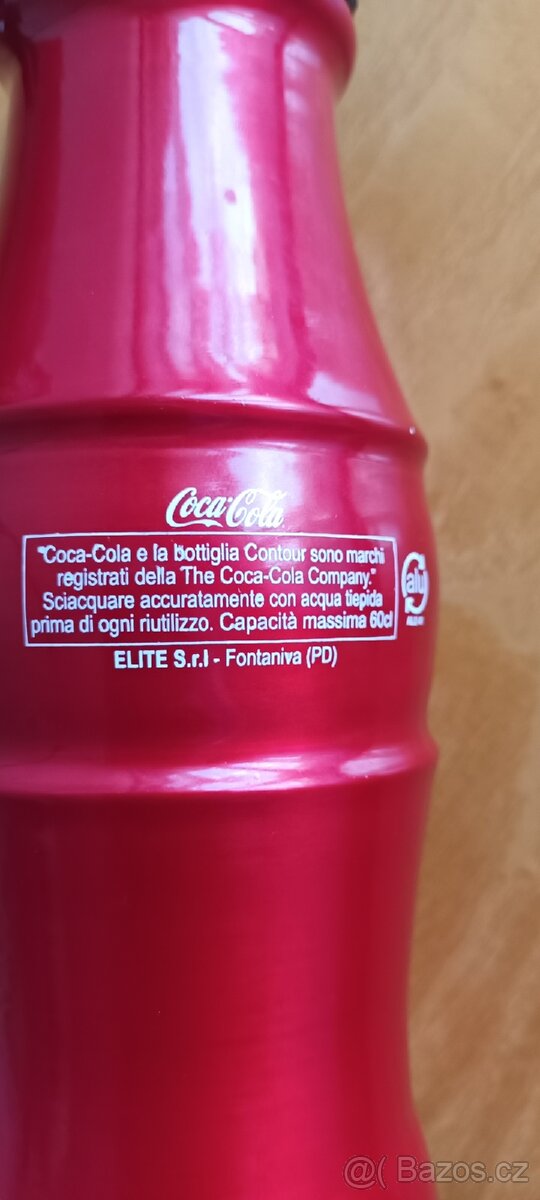 Coca-Cola
"Coca-Cola e la bottiglia Contour sono marchi
registrati della The Coca-Cola Company."
Sciacquare accuratamente con acqua tiepida
prima di ogni riutilizzo. Capacità massima 60cl
alu
ELITE S.r.l - Fontaniva (PD)
@( Bazoš.cz